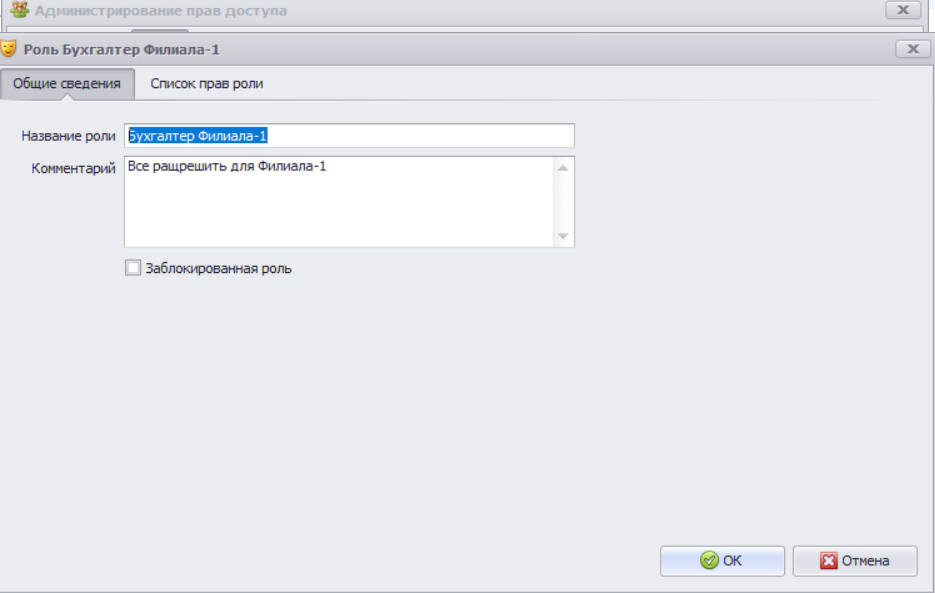 Администрирование прав доступа
Роль Бухгалтер Филиала-1
Общие сведения
Список прав роли
Название роли Бухгалтер Филиала-1
Комментарий Все ращрешить для Филиала-1
Заблокированная роль
OK
Отмена